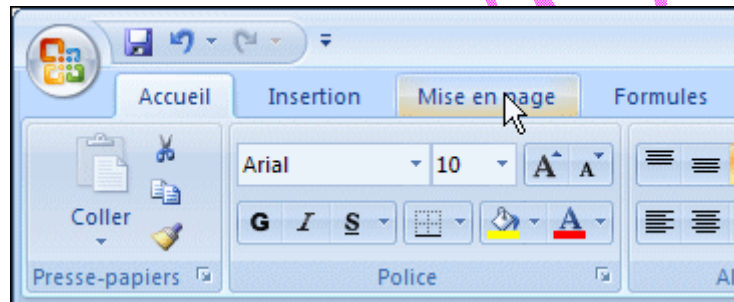 Accueil Insertion Mise en page Formules
Arial 10 A A
Coller G I S A
Presse-papiers Police